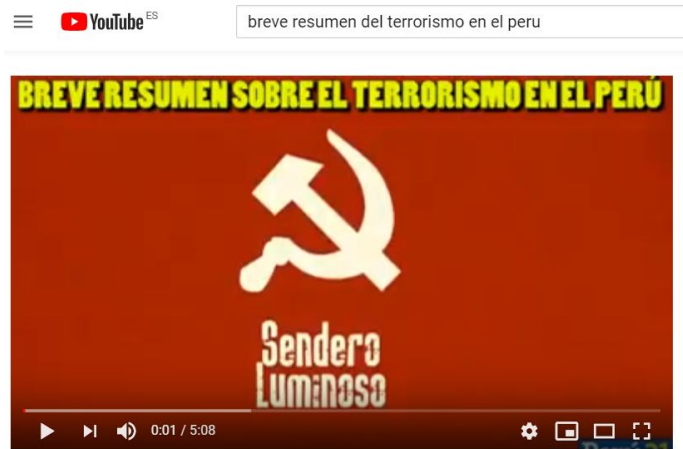 YouTube ES
breve resumen del terrorismo en el peru
BREVE RESUMEN SOBRE EL TERRORISMO EN EL PERÚ
Sendero
Luminoso
0:01 / 5:08